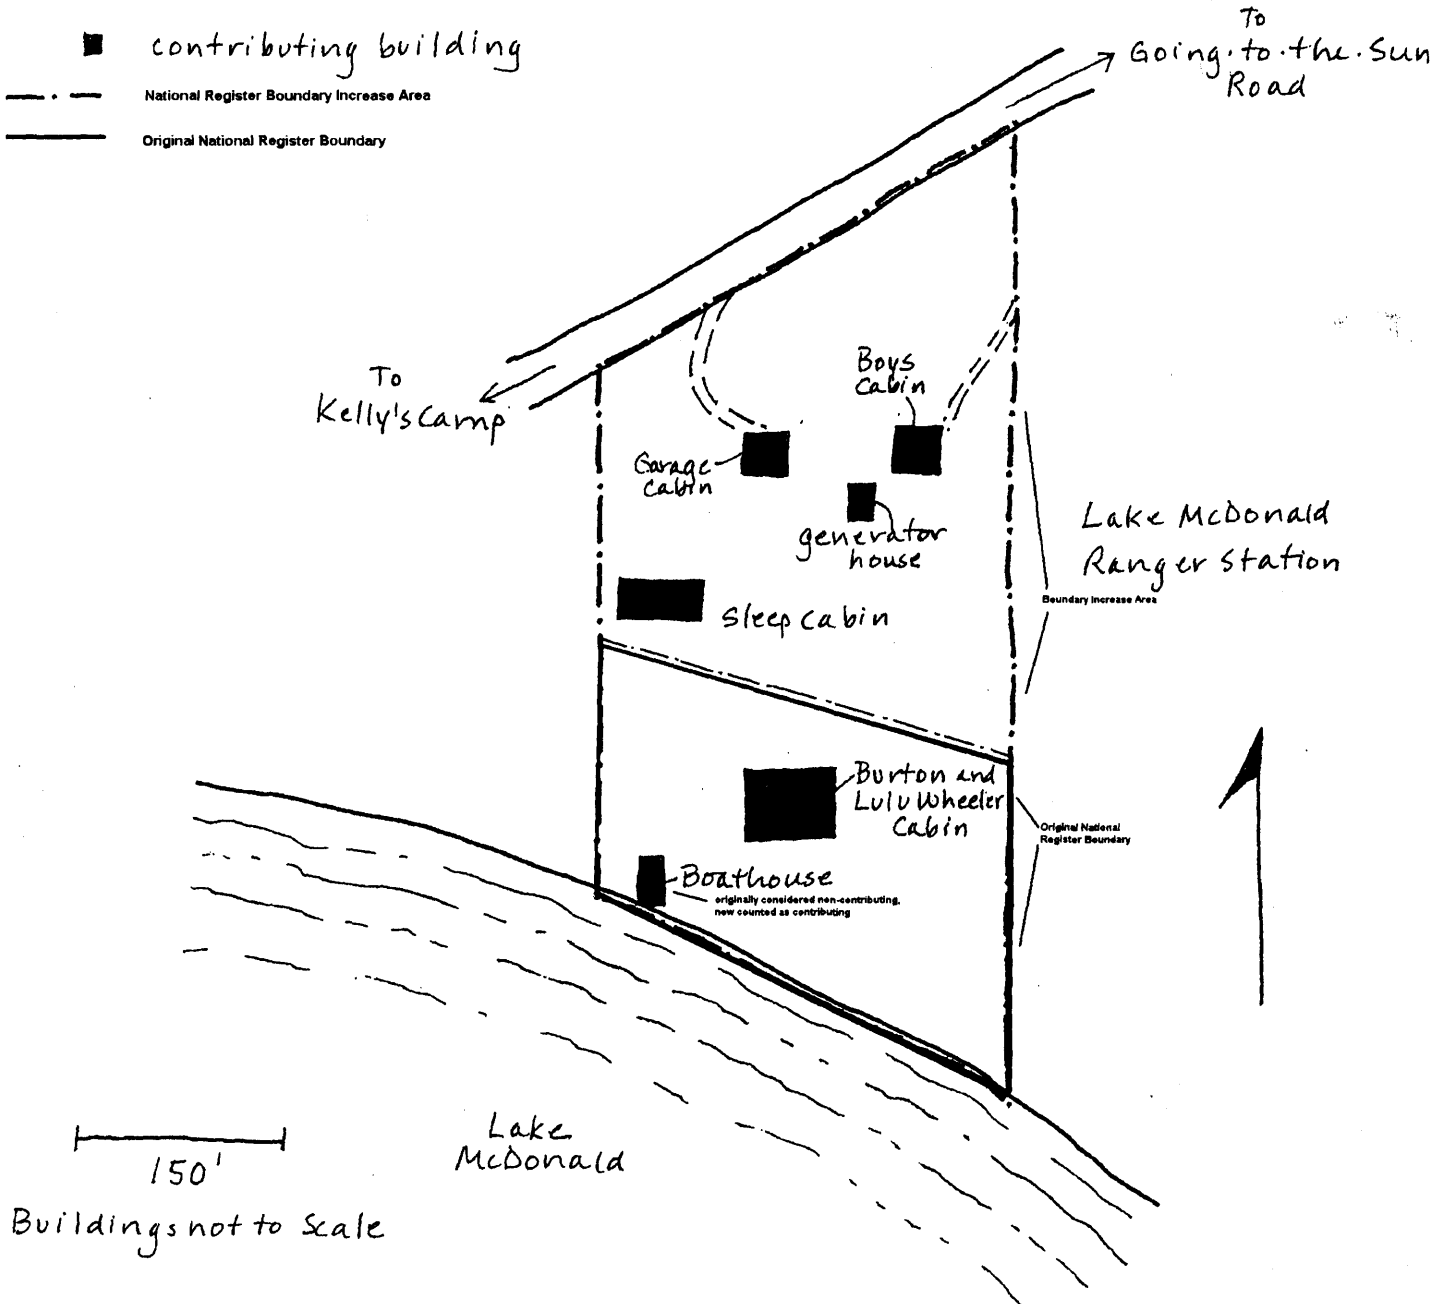 contributing building
National Register Boundary Increase Area
Original National Register Boundary
To
Going·to·the·Sun
Road
To
Kelly's Camp
Boys
Cabin
Garage
Cabin
generator
house
Sleep Cabin
Lake McDonald
Ranger Station
Boundary Increase Area
Burton and
Lulu Wheeler
Cabin
Original National
Register Boundary
Boathouse
originally considered non-contributing,
now counted as contributing
Lake
McDonald
150'
Buildings not to Scale